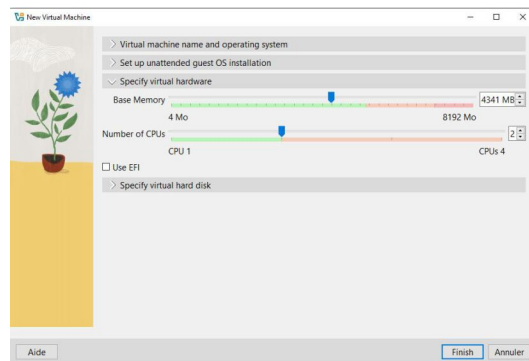 New Virtual Machine
Virtual machine name and operating system
Set up unattended guest OS installation
Specify virtual hardware
Base Memory 4341 MB
4 Mo 8192 Mo
Number of CPUs 2
CPU 1 CPUs 4
Use EFI
Specify virtual hard disk
Aide Finish Annuler